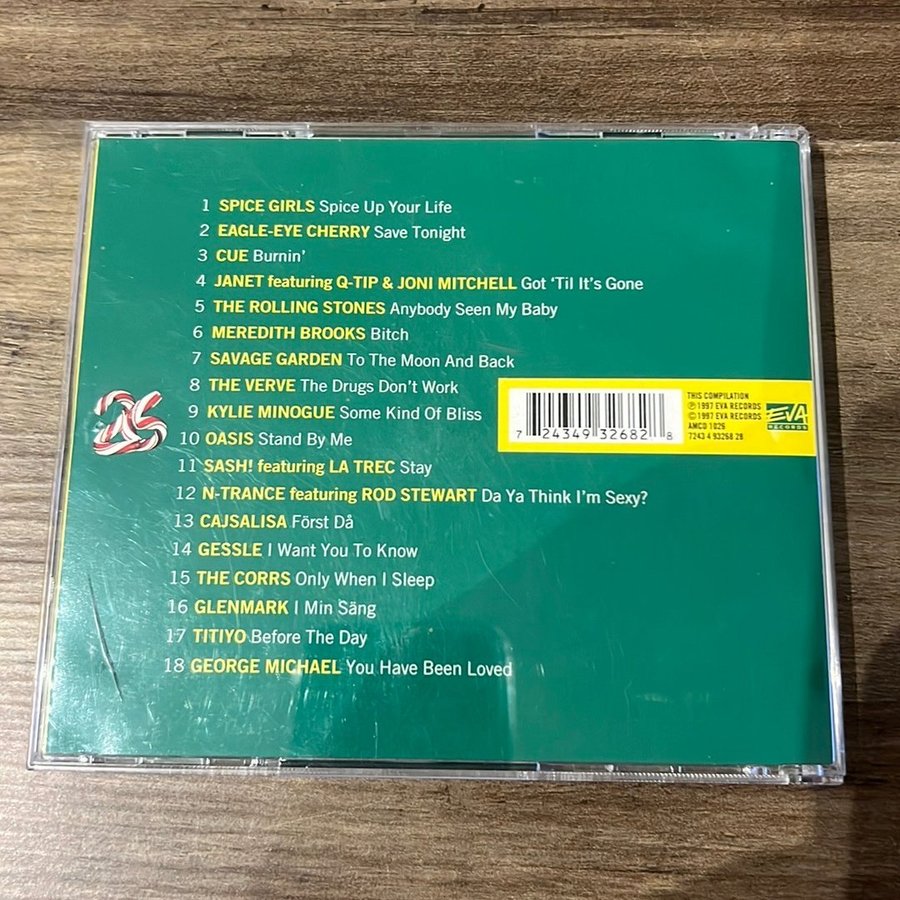 1 SPICE GIRLS Spice Up Your Life
2 EAGLE-EYE CHERRY Save Tonight
3 CUE Burnin'
4 JANET featuring Q-TIP & JONI MITCHELL Got 'Til It's Gone
5 THE ROLLING STONES Anybody Seen My Baby
6 MEREDITH BROOKS Bitch
7 SAVAGE GARDEN To The Moon And Back
8 THE VERVE The Drugs Don't Work
9 KYLIE MINOGUE Some Kind Of Bliss
10 OASIS Stand By Me
11 SASH! featuring LA TREC Stay
12 N-TRANCE featuring ROD STEWART Da Ya Think I'm Sexy?
13 CAJSALISA Först Då
14 GESSLE I Want You To Know
15 THE CORRS Only When I Sleep
16 GLENMARK I Min Säng
17 TITIYO Before The Day
18 GEORGE MICHAEL You Have Been Loved
26
7 24349 32682 8
THIS COMPILATION
℗ 1997 EVA RECORDS
© 1997 EVA RECORDS
AMCD 1026
7243 4 93268 28
EVA
RECORDS